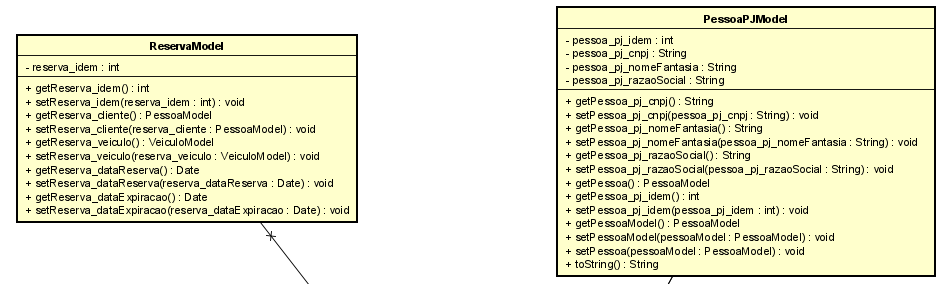 ReservaModel
- reserva_idem : int
+ getReserva_idem() : int
+ setReserva_idem(reserva_idem : int) : void
+ getReserva_cliente() : PessoaModel
+ setReserva_cliente(reserva_cliente : PessoaModel) : void
+ getReserva_veiculo() : VeiculoModel
+ setReserva_veiculo(reserva_veiculo : VeiculoModel) : void
+ getReserva_dataReserva() : Date
+ setReserva_dataReserva(reserva_dataReserva : Date) : void
+ getReserva_dataExpiracao() : Date
+ setReserva_dataExpiracao(reserva_dataExpiracao : Date) : void
PessoaPJModel
- pessoa_pj_idem : int
- pessoa_pj_cnpj : String
- pessoa_pj_nomeFantasia : String
- pessoa_pj_razaoSocial : String
+ getPessoa_pj_cnpj() : String
+ setPessoa_pj_cnpj(pessoa_pj_cnpj : String) : void
+ getPessoa_pj_nomeFantasia() : String
+ setPessoa_pj_nomeFantasia(pessoa_pj_nomeFantasia : String) : void
+ getPessoa_pj_razaoSocial() : String
+ setPessoa_pj_razaoSocial(pessoa_pj_razaoSocial : String) : void
+ getPessoa() : PessoaModel
+ getPessoa_pj_idem() : int
+ setPessoa_pj_idem(pessoa_pj_idem : int) : void
+ getPessoaModel() : PessoaModel
+ setPessoaModel(pessoaModel : PessoaModel) : void
+ setPessoa(pessoaModel : PessoaModel) : void
+ toString() : String